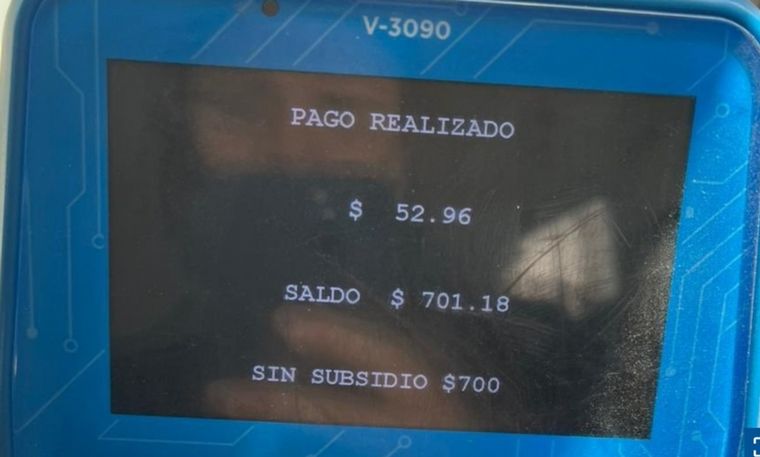 V-3090
PAGO REALIZADO
$ 52.96
SALDO $ 701.18
SIN SUBSIDIO $700